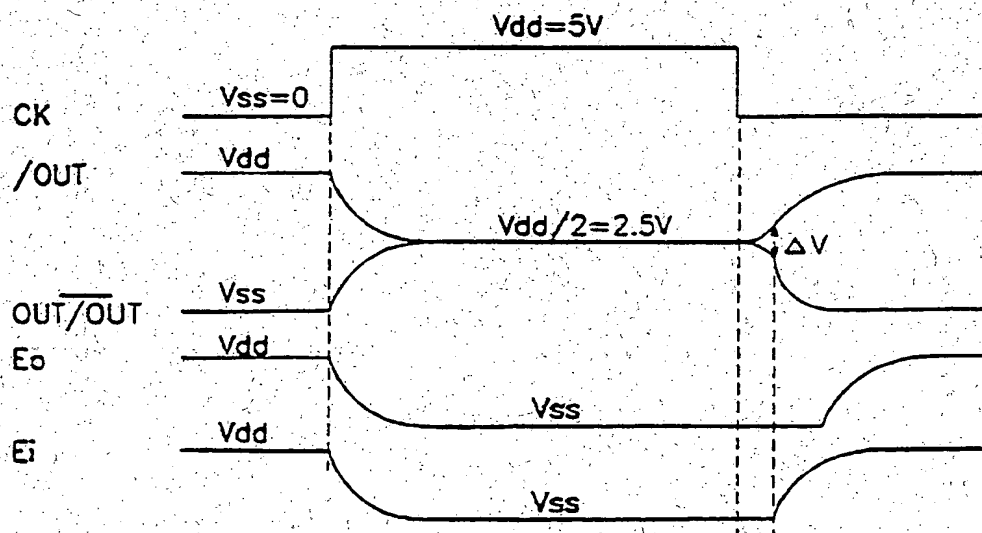 Vdd=5V
CK
Vss=0
/OUT
Vdd
Vdd/2=2.5V
ΔV
OUT/O̅U̅T̅
Vss
Eo
Vdd
Vss
Ei
Vdd
Vss